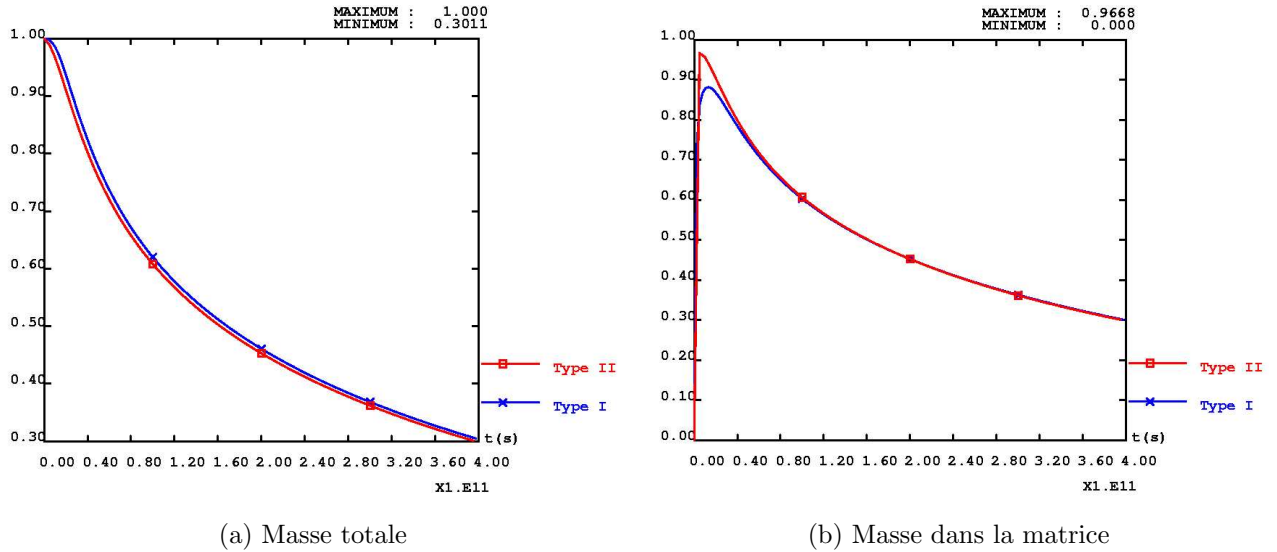 MAXIMUM : 1.000
MINIMUM : 0.3011
1.00
0.90
0.80
0.70
0.60
0.50
0.40
0.30
t(s)
0.00 0.40 0.80 1.20 1.60 2.00 2.40 2.80 3.20 3.60 4.00
X1.E11
Type II
Type I
(a) Masse totale
MAXIMUM : 0.9668
MINIMUM : 0.000
1.00
0.90
0.80
0.70
0.60
0.50
0.40
0.30
0.20
0.10
0.00
t(s)
0.00 0.40 0.80 1.20 1.60 2.00 2.40 2.80 3.20 3.60 4.00
X1.E11
Type II
Type I
(b) Masse dans la matrice